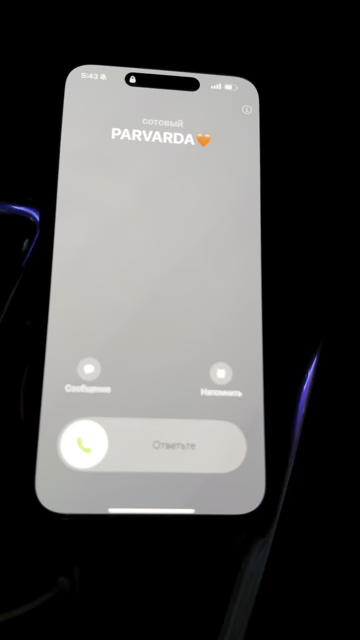 5:43
сотовый
PARVARDA🧡
Сообщение
Напомнить
Ответьте